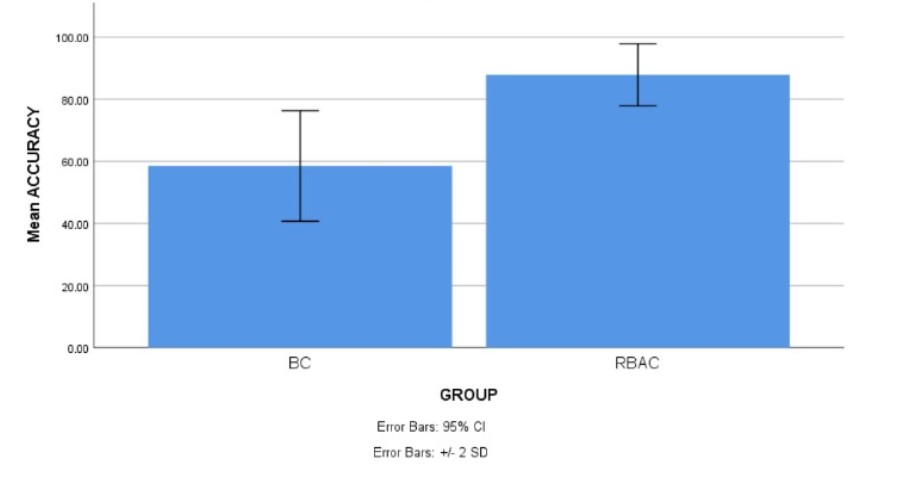 100.00
80.00
60.00
40.00
20.00
0.00
Mean ACCURACY
BC
RBAC
GROUP
Error Bars: 95% CI
Error Bars: +/- 2 SD